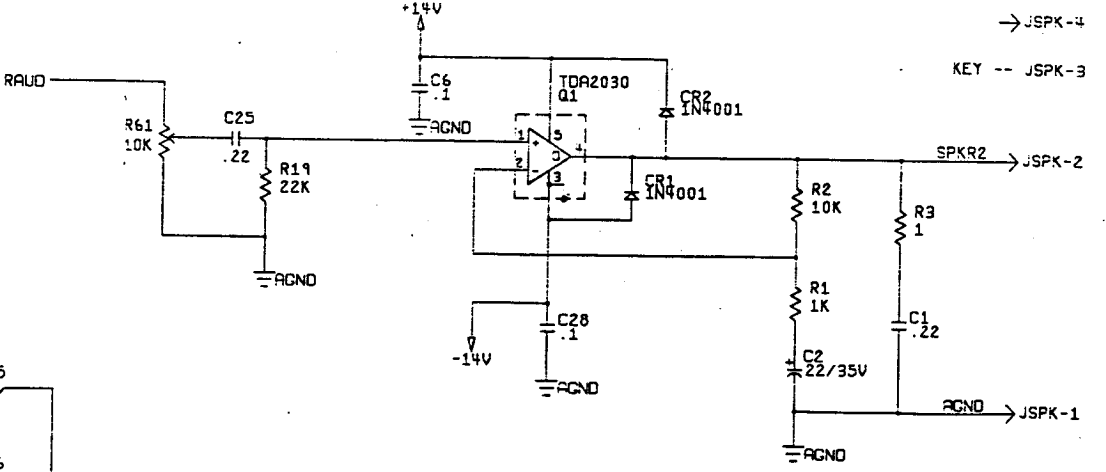 +14V
JSPK-4
KEY -- JSPK-3
RAUD
C6
.1
AGND
TDA2030
Q1
CR2
1N4001
R61
10K
C25
.22
R19
22K
1
+
5
4
2
-
3
CR1
1N4001
SPKR2
JSPK-2
R2
10K
R3
1
AGND
R1
1K
C28
.1
-14V
AGND
C1
.22
+
C2
22/35V
AGND
JSPK-1
AGND